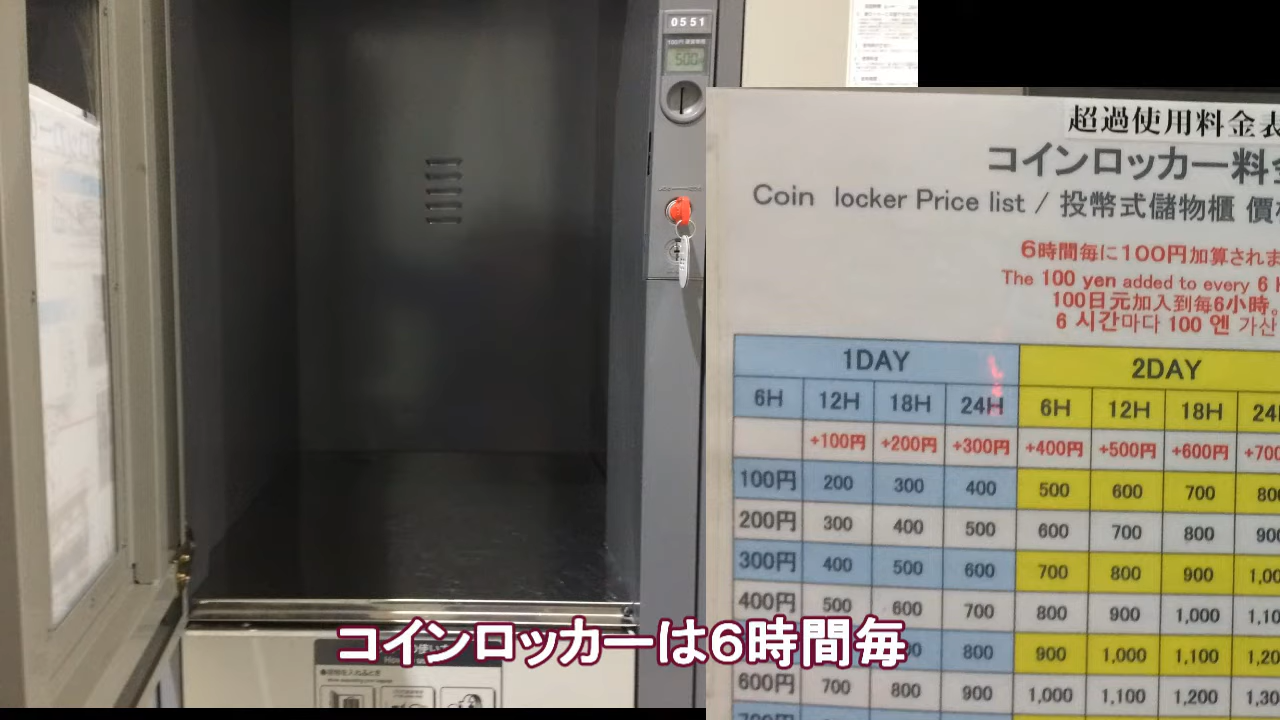 0551
500
超過使用料金表
コインロッカー料金
Coin locker Price list / 投幣式儲物櫃 價
6時間毎に100円加算されま
The 100 yen added to every 6 H
100日元加入到每6小時。
6 시간마다 100 엔 가산
1DAY 2DAY
6H 12H 18H 24H 6H 12H 18H 24
+100円 +200円 +300円 +400円 +500円 +600円 +700
100円 200 300 400 500 600 700 80
200円 300 400 500 600 700 800 90
300円 400 500 600 700 800 900 1,00
400円 500 600 700 800 900 1,000 1,10
800 900 1,000 1,100 1,20
600円 700 800 900 1,000 1,100 1,200 1,30
コインロッカーは6時間毎